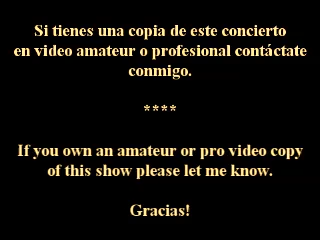 Si tienes una copia de este concierto
en video amateur o profesional contáctate
conmigo.
****
If you own an amateur or pro video copy
of this show please let me know.
Gracias!